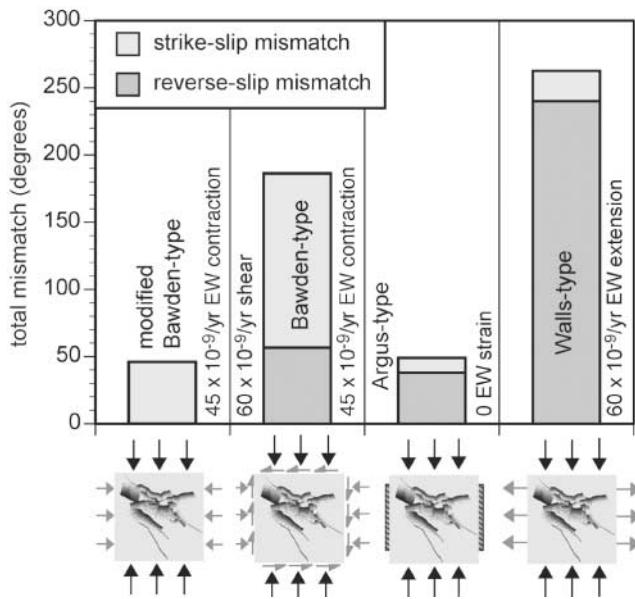 300
250
200
150
100
50
0
total mismatch (degrees)
strike-slip mismatch
reverse-slip mismatch
modified
Bawden-type
45 x 10⁻⁹/yr EW contraction
60 x 10⁻⁹/yr shear
Bawden-type
45 x 10⁻⁹/yr EW contraction
Argus-type
0 EW strain
Walls-type
60 x 10⁻⁹/yr EW extension